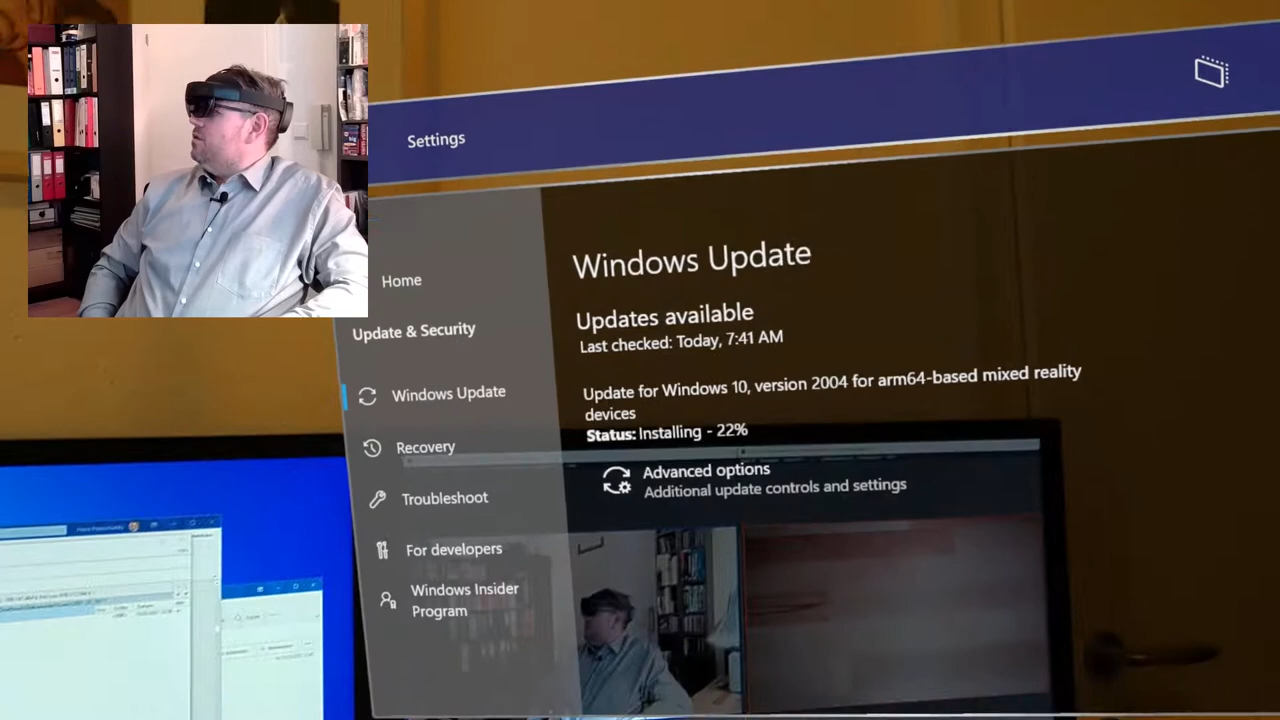 Settings
Home
Update & Security
Windows Update
Recovery
Troubleshoot
For developers
Windows Insider
Program
Windows Update
Updates available
Last checked: Today, 7:41 AM
Update for Windows 10, version 2004 for arm64-based mixed reality
devices
Status: Installing - 22%
Advanced options
Additional update controls and settings